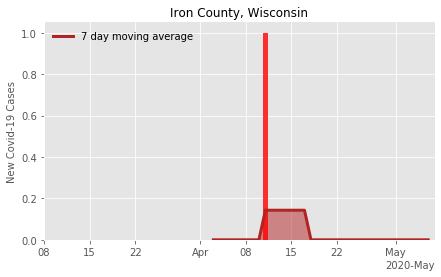 Iron County, Wisconsin
7 day moving average
New Covid-19 Cases
1.0
0.8
0.6
0.4
0.2
0.0
08 15 22 Apr 08 15 22 May
2020-May